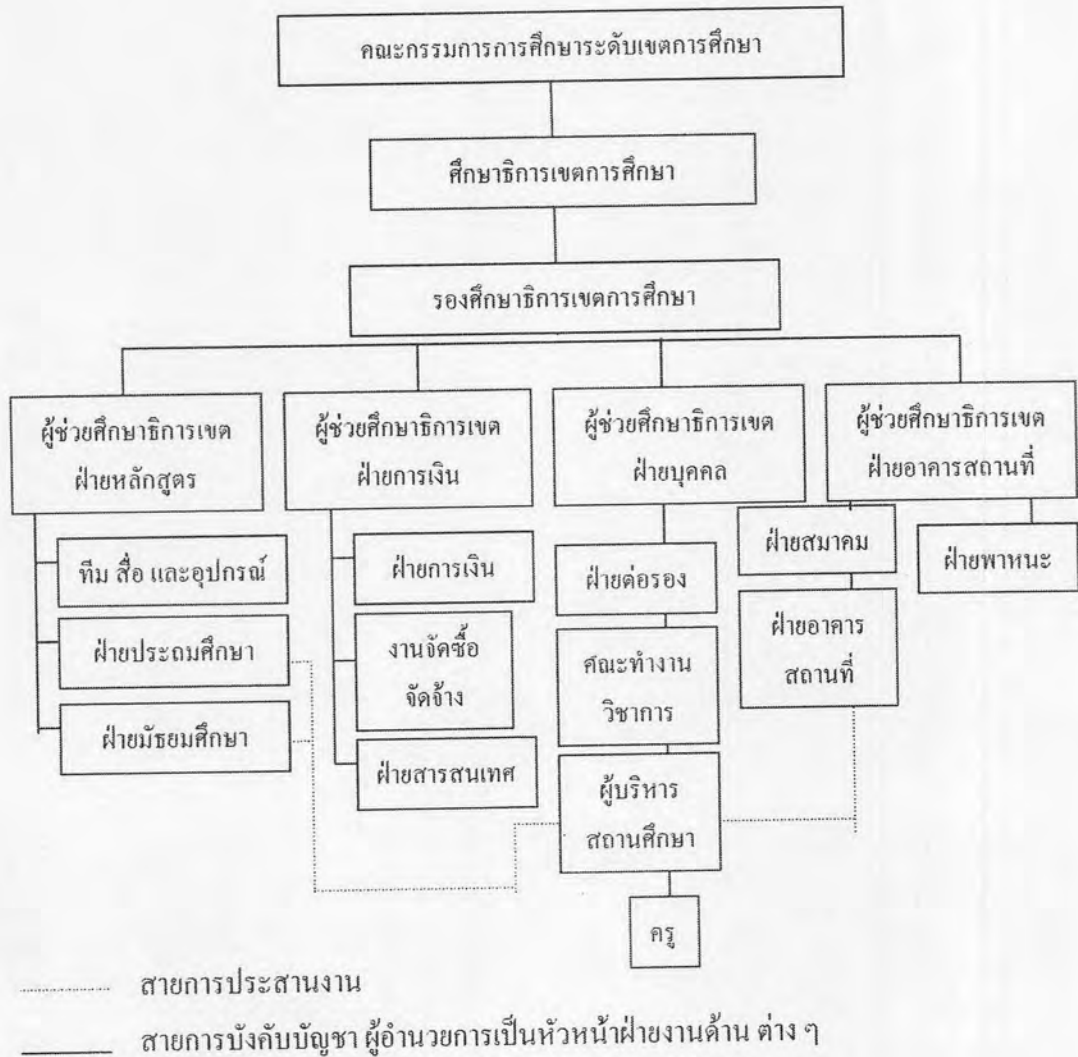 คณะกรรมการการศึกษาระดับเขตการศึกษา
ศึกษาธิการเขตการศึกษา
รองศึกษาธิการเขตการศึกษา
ผู้ช่วยศึกษาธิการเขต
ฝ่ายหลักสูตร
ทีม สื่อ และอุปกรณ์
ฝ่ายประถมศึกษา
ฝ่ายมัธยมศึกษา
ผู้ช่วยศึกษาธิการเขต
ฝ่ายการเงิน
ฝ่ายการเงิน
งานจัดซื้อ
จัดจ้าง
ฝ่ายสารสนเทศ
ผู้ช่วยศึกษาธิการเขต
ฝ่ายบุคคล
ฝ่ายต่อรอง
คณะทำงาน
วิชาการ
ผู้บริหาร
สถานศึกษา
ครู
ผู้ช่วยศึกษาธิการเขต
ฝ่ายอาคารสถานที่
ฝ่ายสมาคม
ฝ่ายอาคาร
สถานที่
ฝ่ายพาหนะ
สายการประสานงาน
สายการบังคับบัญชา ผู้อำนวยการเป็นหัวหน้าฝ่ายงานด้าน ต่าง ๆ